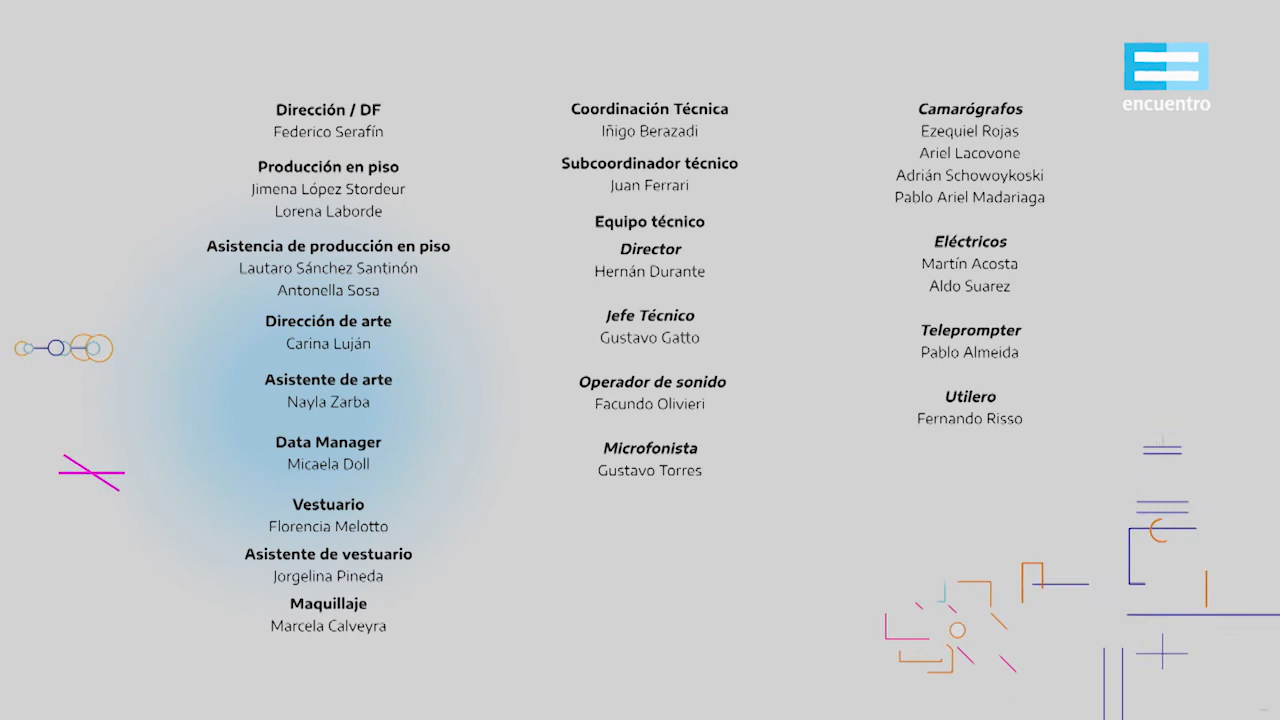 Dirección / DF
Federico Serafín
Producción en piso
Jimena López Stordeur
Lorena Laborde
Asistencia de producción en piso
Lautaro Sánchez Santinón
Antonella Sosa
Dirección de arte
Carina Luján
Asistente de arte
Nayla Zarba
Data Manager
Micaela Doll
Vestuario
Florencia Melotto
Asistente de vestuario
Jorgelina Pineda
Maquillaje
Marcela Calveyra
Coordinación Técnica
Iñigo Berazadi
Subcoordinador técnico
Juan Ferrari
Equipo técnico
Director
Hernán Durante
Jefe Técnico
Gustavo Gatto
Operador de sonido
Facundo Olivieri
Microfonista
Gustavo Torres
Camarógrafos
Ezequiel Rojas
Ariel Lacovone
Adrián Schowoykoski
Pablo Ariel Madariaga
Eléctricos
Martín Acosta
Aldo Suarez
Teleprompter
Pablo Almeida
Utilero
Fernando Risso
encuentro